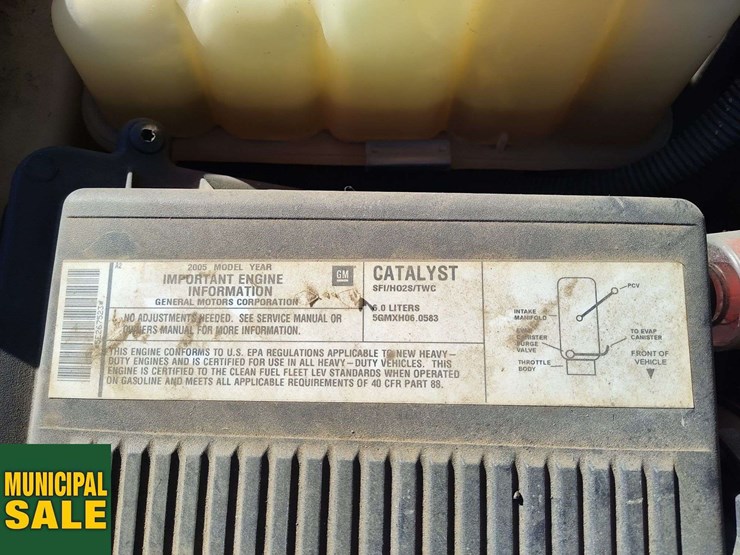 A2
2005 MODEL YEAR
IMPORTANT ENGINE
INFORMATION
GENERAL MOTORS CORPORATION
GM
NO ADJUSTMENTS NEEDED. SEE SERVICE MANUAL OR
OWNERS MANUAL FOR MORE INFORMATION.
CATALYST
SFI/HO2S/TWC
6.0 LITERS
5GMXH06.0583
THIS ENGINE CONFORMS TO U.S. EPA REGULATIONS APPLICABLE TO NEW HEAVY-
DUTY ENGINES AND IS CERTIFIED FOR USE IN ALL HEAVY-DUTY VEHICLES. THIS
ENGINE IS CERTIFIED TO THE CLEAN FUEL FLEET LEV STANDARDS WHEN OPERATED
ON GASOLINE AND MEETS ALL APPLICABLE REQUIREMENTS OF 40 CFR PART 88.
PCV
INTAKE
MANIFOLD
EVAP
CANISTER
PURGE
VALVE
THROTTLE
BODY
TO EVAP
CANISTER
FRONT OF
VEHICLE
MUNICIPAL
SALE